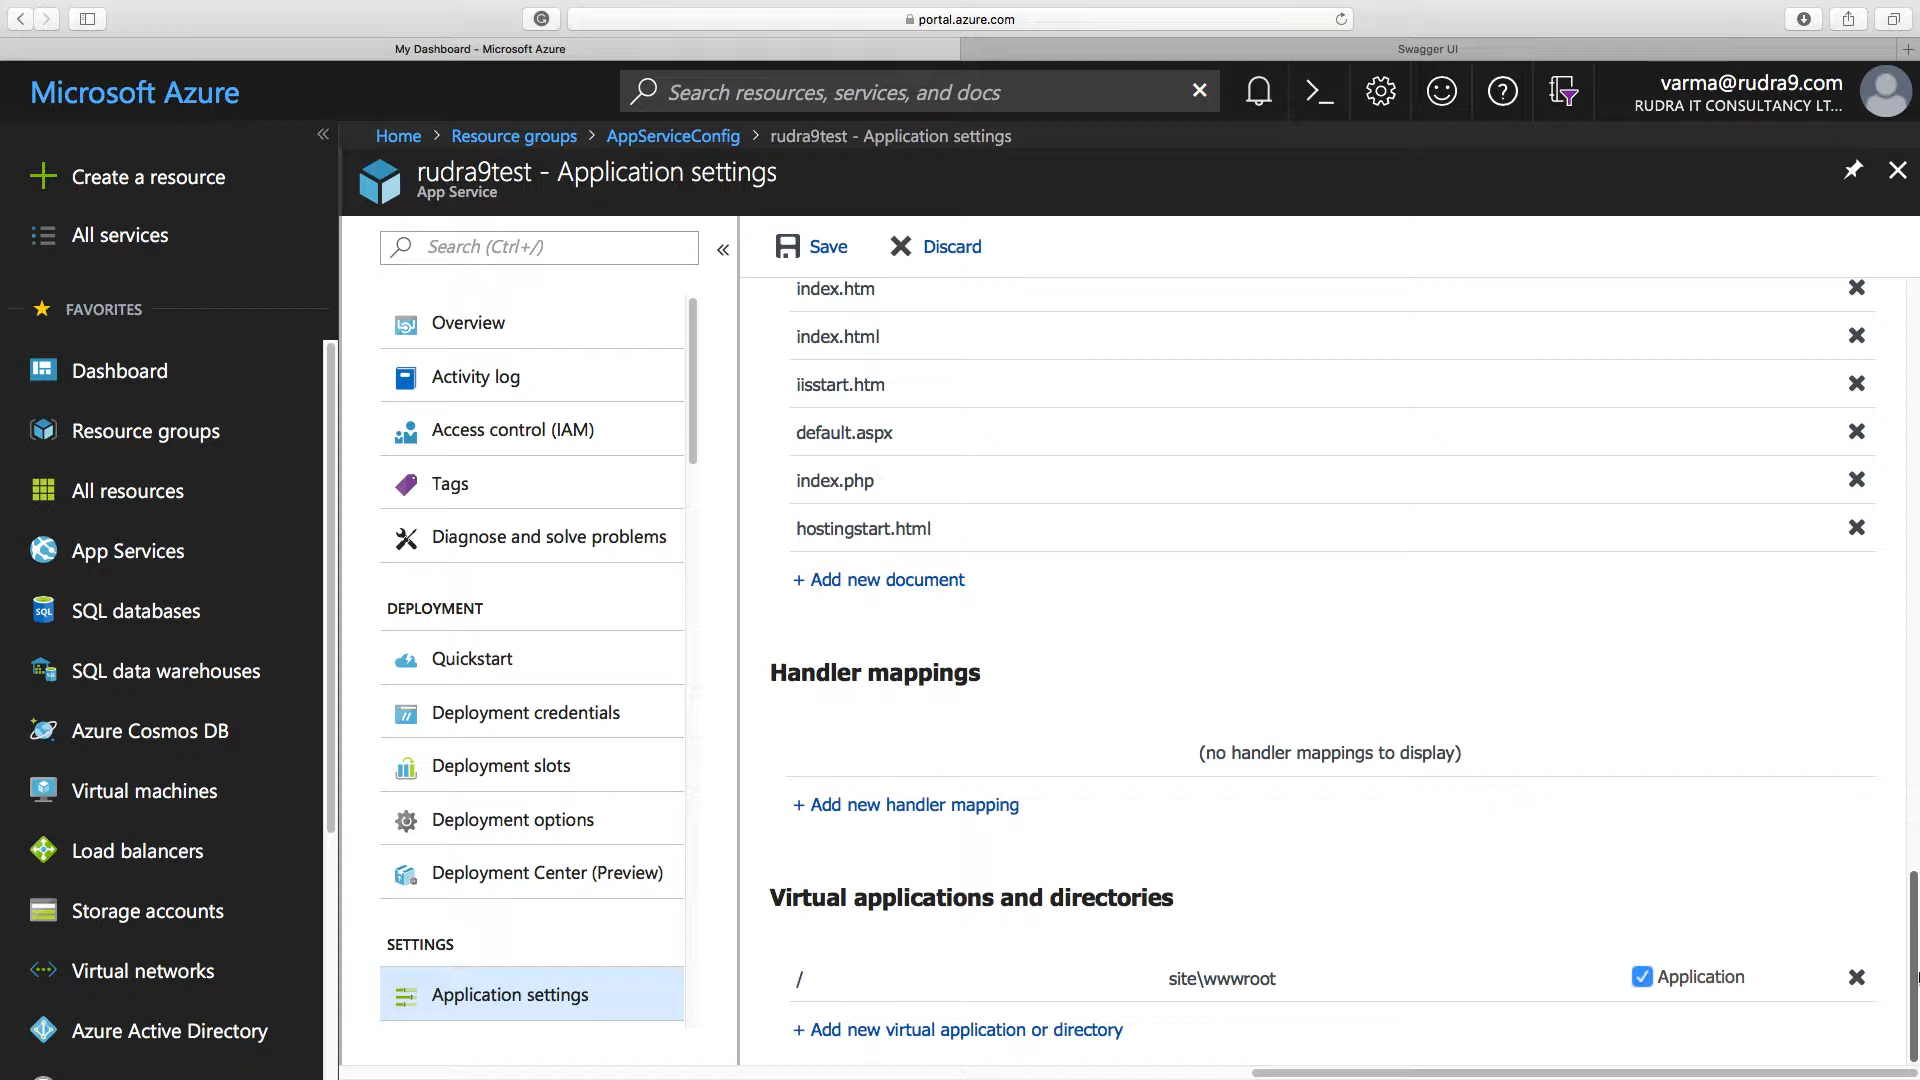 portal.azure.com
My Dashboard - Microsoft Azure
Swagger UI
Microsoft Azure
Search resources, services, and docs
varma@rudra9.com
RUDRA IT CONSULTANCY LT...
Home > Resource groups > AppServiceConfig > rudra9test - Application settings
rudra9test - Application settings
App Service
Create a resource
All services
FAVORITES
Dashboard
Resource groups
All resources
App Services
SQL databases
SQL data warehouses
Azure Cosmos DB
Virtual machines
Load balancers
Storage accounts
Virtual networks
Azure Active Directory
Search (Ctrl+/)
Overview
Activity log
Access control (IAM)
Tags
Diagnose and solve problems
DEPLOYMENT
Quickstart
Deployment credentials
Deployment slots
Deployment options
Deployment Center (Preview)
SETTINGS
Application settings
Save
Discard
index.htm
index.html
iisstart.htm
default.aspx
index.php
hostingstart.html
+ Add new document
Handler mappings
(no handler mappings to display)
+ Add new handler mapping
Virtual applications and directories
/ site\wwwroot Application
+ Add new virtual application or directory